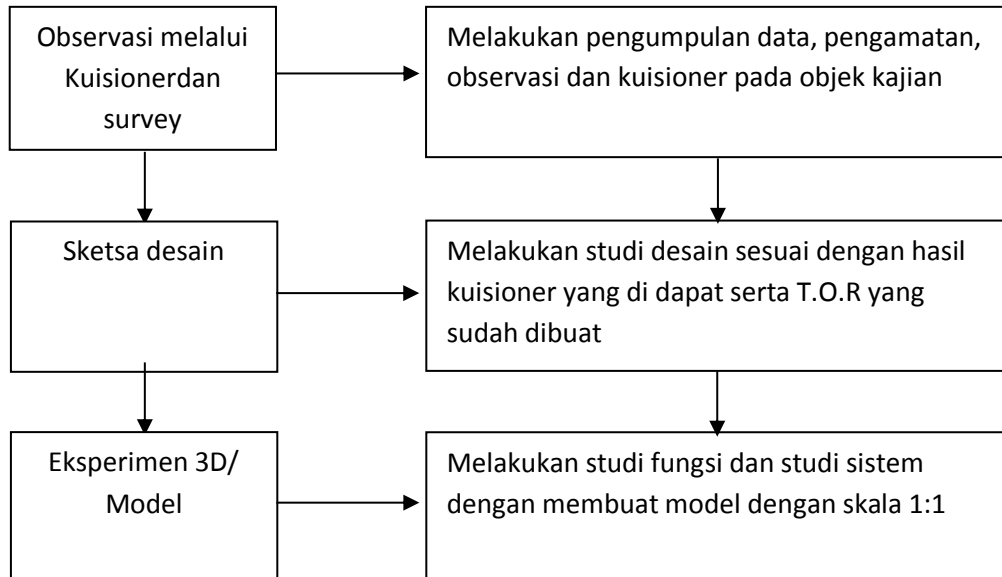 Observasi melalui
Kuisionerdan
survey
Melakukan pengumpulan data, pengamatan,
observasi dan kuisioner pada objek kajian
Sketsa desain
Melakukan studi desain sesuai dengan hasil
kuisioner yang di dapat serta T.O.R yang
sudah dibuat
Eksperimen 3D/
Model
Melakukan studi fungsi dan studi sistem
dengan membuat model dengan skala 1:1